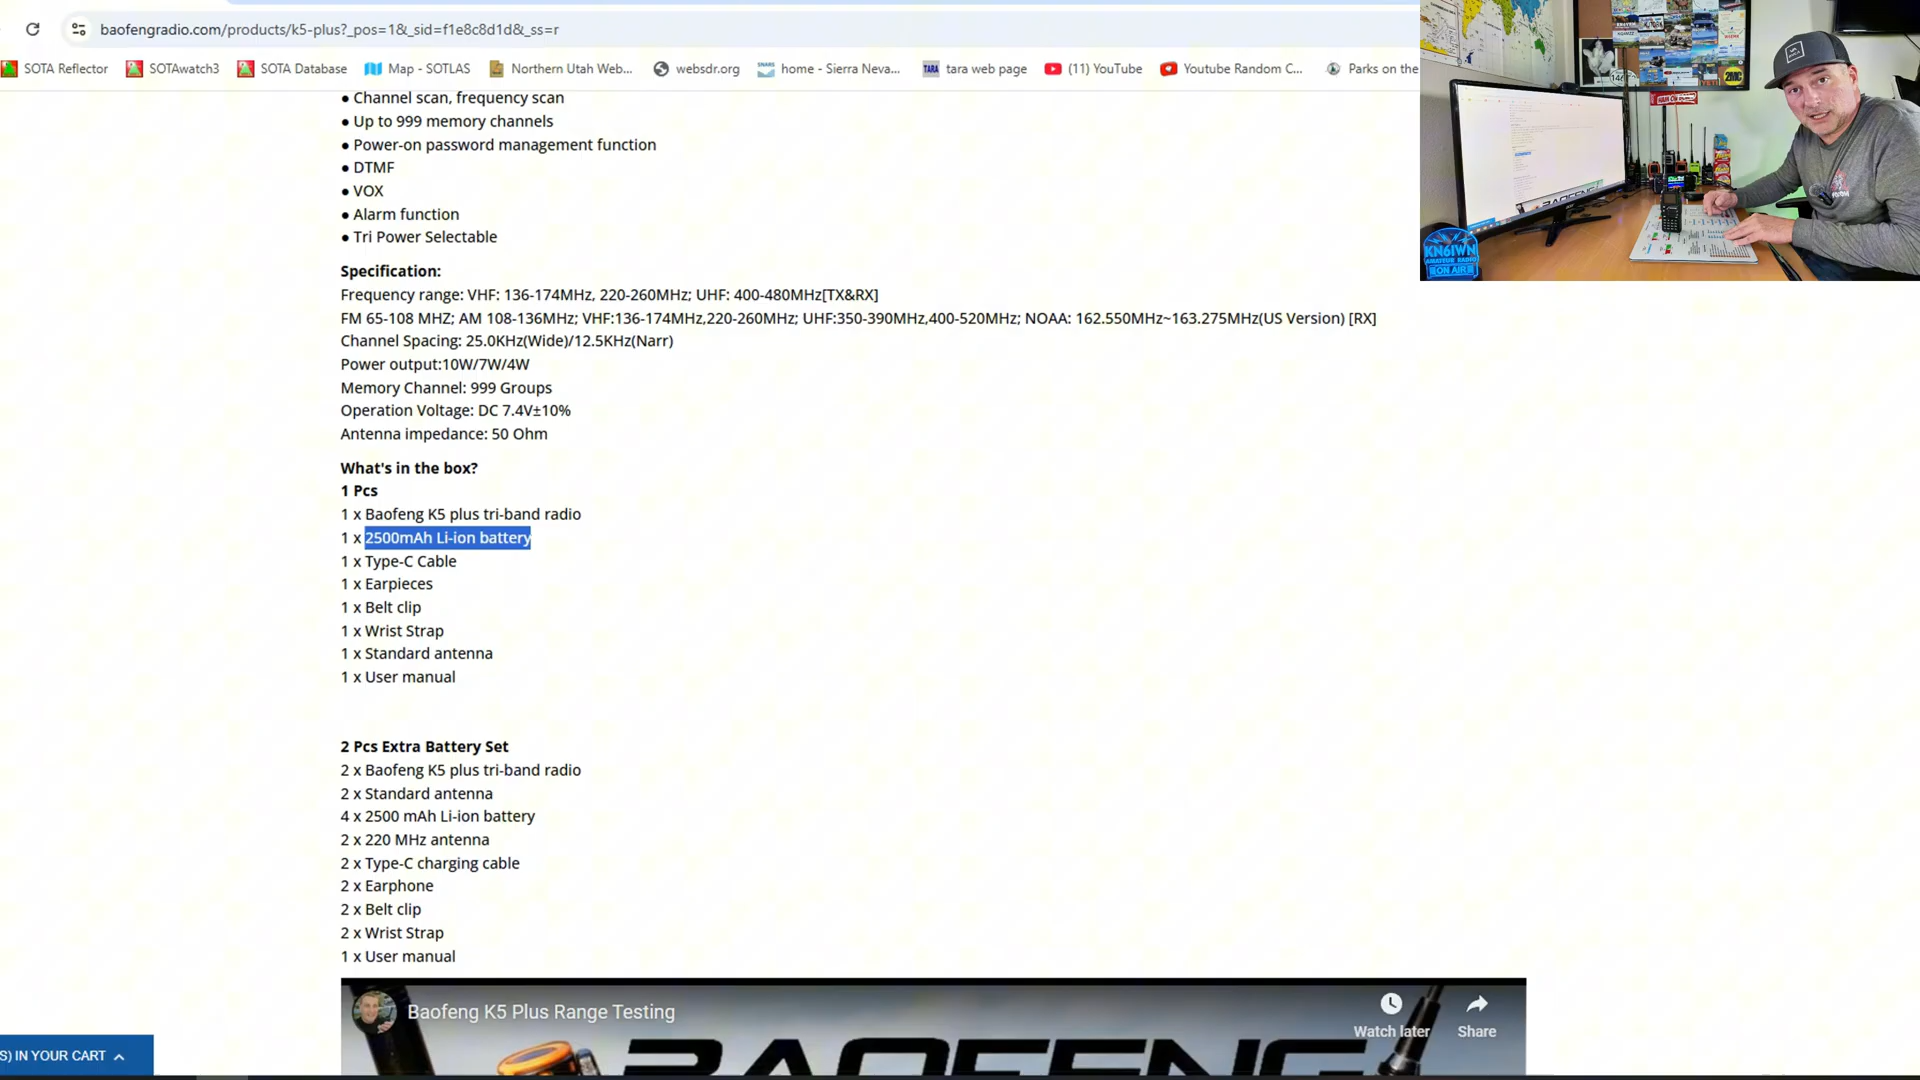 baofengradio.com/products/k5-plus?_pos=1&_sid=f1e8c8d1d&_ss=r
SOTA Reflector SOTAwatch3 SOTA Database Map - SOTLAS Northern Utah Web... websdr.org home - Sierra Neva... TARA tara web page (11) YouTube Youtube Random C... Parks on the
● Channel scan, frequency scan
● Up to 999 memory channels
● Power-on password management function
● DTMF
● VOX
● Alarm function
● Tri Power Selectable
Specification:
Frequency range: VHF: 136-174MHz, 220-260MHz; UHF: 400-480MHz[TX&RX]
FM 65-108 MHZ; AM 108-136MHz; VHF:136-174MHz,220-260MHz; UHF:350-390MHz,400-520MHz; NOAA: 162.550MHz~163.275MHz(US Version) [RX]
Channel Spacing: 25.0KHz(Wide)/12.5KHz(Narr)
Power output:10W/7W/4W
Memory Channel: 999 Groups
Operation Voltage: DC 7.4V±10%
Antenna impedance: 50 Ohm
What's in the box?
1 Pcs
1 x Baofeng K5 plus tri-band radio
1 x 2500mAh Li-ion battery
1 x Type-C Cable
1 x Earpieces
1 x Belt clip
1 x Wrist Strap
1 x Standard antenna
1 x User manual
2 Pcs Extra Battery Set
2 x Baofeng K5 plus tri-band radio
2 x Standard antenna
4 x 2500 mAh Li-ion battery
2 x 220 MHz antenna
2 x Type-C charging cable
2 x Earphone
2 x Belt clip
2 x Wrist Strap
1 x User manual
Baofeng K5 Plus Range Testing
Watch later
Share
BAOFENG
S) IN YOUR CART
KN6IWN
AMATEUR RADIO
ON AIR
BAOFENG
2MC